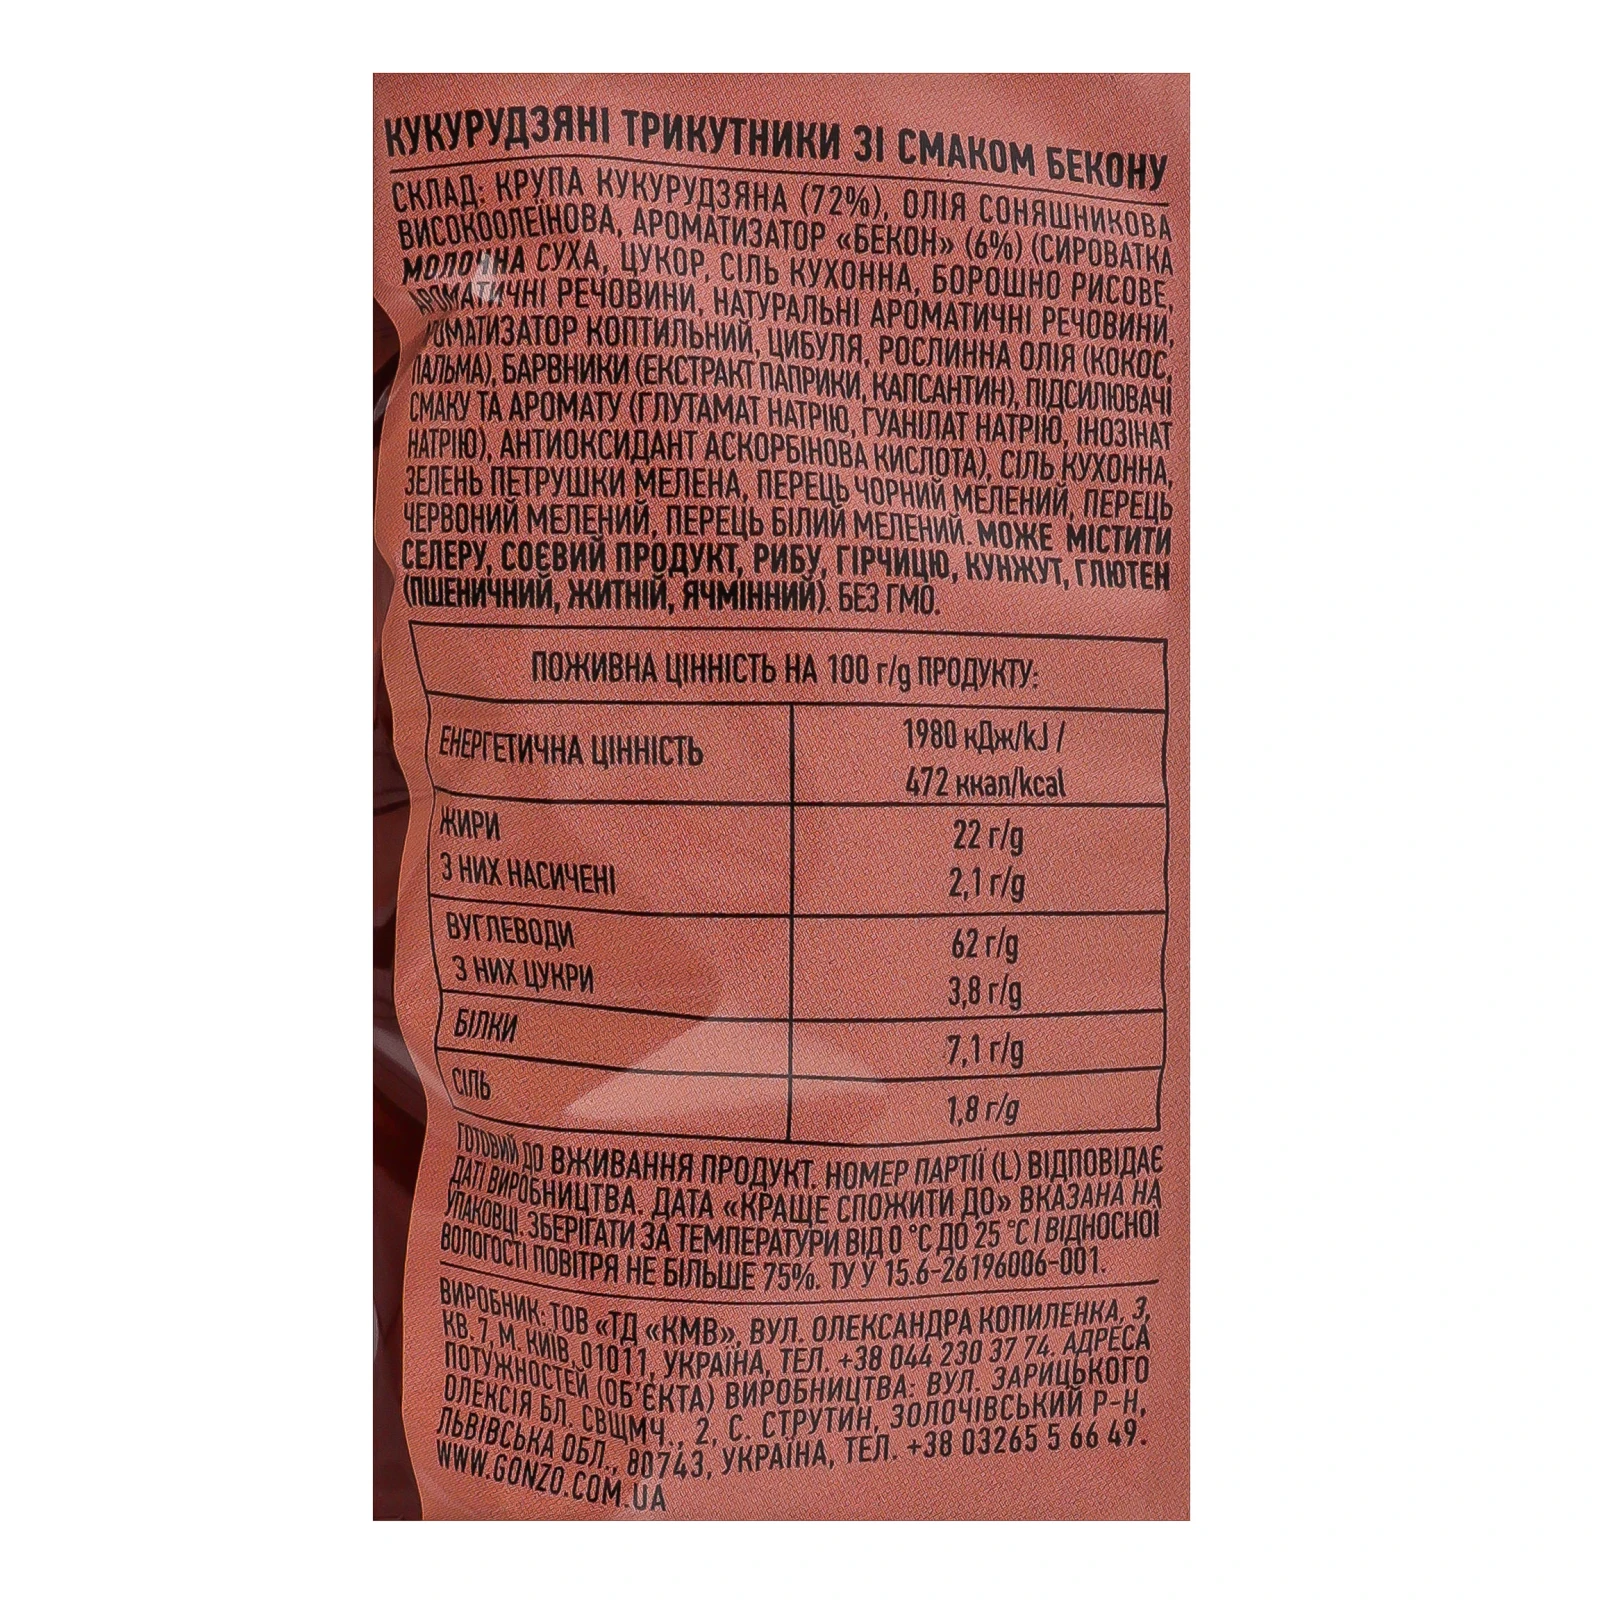 КУКУРУДЗЯНІ ТРИКУТНИКИ ЗІ СМАКОМ БЕКОНУ
СКЛАД: КРУПА КУКУРУДЗЯНА (72%), ОЛІЯ СОНЯШНИКОВА
ВИСОКООЛЕЇНОВА, АРОМАТИЗАТОР «БЕКОН» (6%) (СИРОВАТКА
МОЛОЧНА СУХА, ЦУКОР, СІЛЬ КУХОННА, БОРОШНО РИСОВЕ,
АРОМАТИЧНІ РЕЧОВИНИ, НАТУРАЛЬНІ АРОМАТИЧНІ РЕЧОВИНИ,
АРОМАТИЗАТОР КОПТИЛЬНИЙ, ЦИБУЛЯ, РОСЛИННА ОЛІЯ (КОКОС,
ПАЛЬМА), БАРВНИКИ (ЕКСТРАКТ ПАПРИКИ, КАПСАНТИН), ПІДСИЛЮВАЧІ
СМАКУ ТА АРОМАТУ (ГЛУТАМАТ НАТРІЮ, ГУАНІЛАТ НАТРІЮ, ІНОЗІНАТ
НАТРІЮ), АНТИОКСИДАНТ АСКОРБІНОВА КИСЛОТА), СІЛЬ КУХОННА,
ЗЕЛЕНЬ ПЕТРУШКИ МЕЛЕНА, ПЕРЕЦЬ ЧОРНИЙ МЕЛЕНИЙ, ПЕРЕЦЬ
ЧЕРВОНИЙ МЕЛЕНИЙ, ПЕРЕЦЬ БІЛИЙ МЕЛЕНИЙ. МОЖЕ МІСТИТИ
СЕЛЕРУ, СОЄВИЙ ПРОДУКТ, РИБУ, ГІРЧИЦЮ, КУНЖУТ, ГЛЮТЕН
(ПШЕНИЧНИЙ, ЖИТНІЙ, ЯЧМІННИЙ). БЕЗ ГМО.
ПОЖИВНА ЦІННІСТЬ НА 100 г/g ПРОДУКТУ:
ЕНЕРГЕТИЧНА ЦІННІСТЬ 1980 кДж/kJ /
472 ккал/kcal
ЖИРИ 22 г/g
З НИХ НАСИЧЕНІ 2,1 г/g
ВУГЛЕВОДИ 62 г/g
З НИХ ЦУКРИ 3,8 г/g
БІЛКИ 7,1 г/g
СІЛЬ 1,8 г/g
ГОТОВИЙ ДО ВЖИВАННЯ ПРОДУКТ. НОМЕР ПАРТІЇ (L) ВІДПОВІДАЄ
ДАТІ ВИРОБНИЦТВА. ДАТА «КРАЩЕ СПОЖИТИ ДО» ВКАЗАНА НА
УПАКОВЦІ. ЗБЕРІГАТИ ЗА ТЕМПЕРАТУРИ ВІД 0 °C ДО 25 °C І ВІДНОСНОЇ
ВОЛОГОСТІ ПОВІТРЯ НЕ БІЛЬШЕ 75%. ТУ У 15.6-26196006-001.
ВИРОБНИК: ТОВ «ТД «КМВ», ВУЛ. ОЛЕКСАНДРА КОПИЛЕНКА, 3,
КВ. 7, М. КИЇВ, 01011, УКРАЇНА, ТЕЛ. +38 044 230 37 74. АДРЕСА
ПОТУЖНОСТЕЙ (ОБ'ЄКТА) ВИРОБНИЦТВА: ВУЛ. ЗАРИЦЬКОГО
ОЛЕКСІЯ БЛ. СВЩМЧ., 2, С. СТРУТИН, ЗОЛОЧІВСЬКИЙ Р-Н,
ЛЬВІВСЬКА ОБЛ., 80743, УКРАЇНА, ТЕЛ. +38 03265 5 66 49.
WWW.GONZO.COM.UA